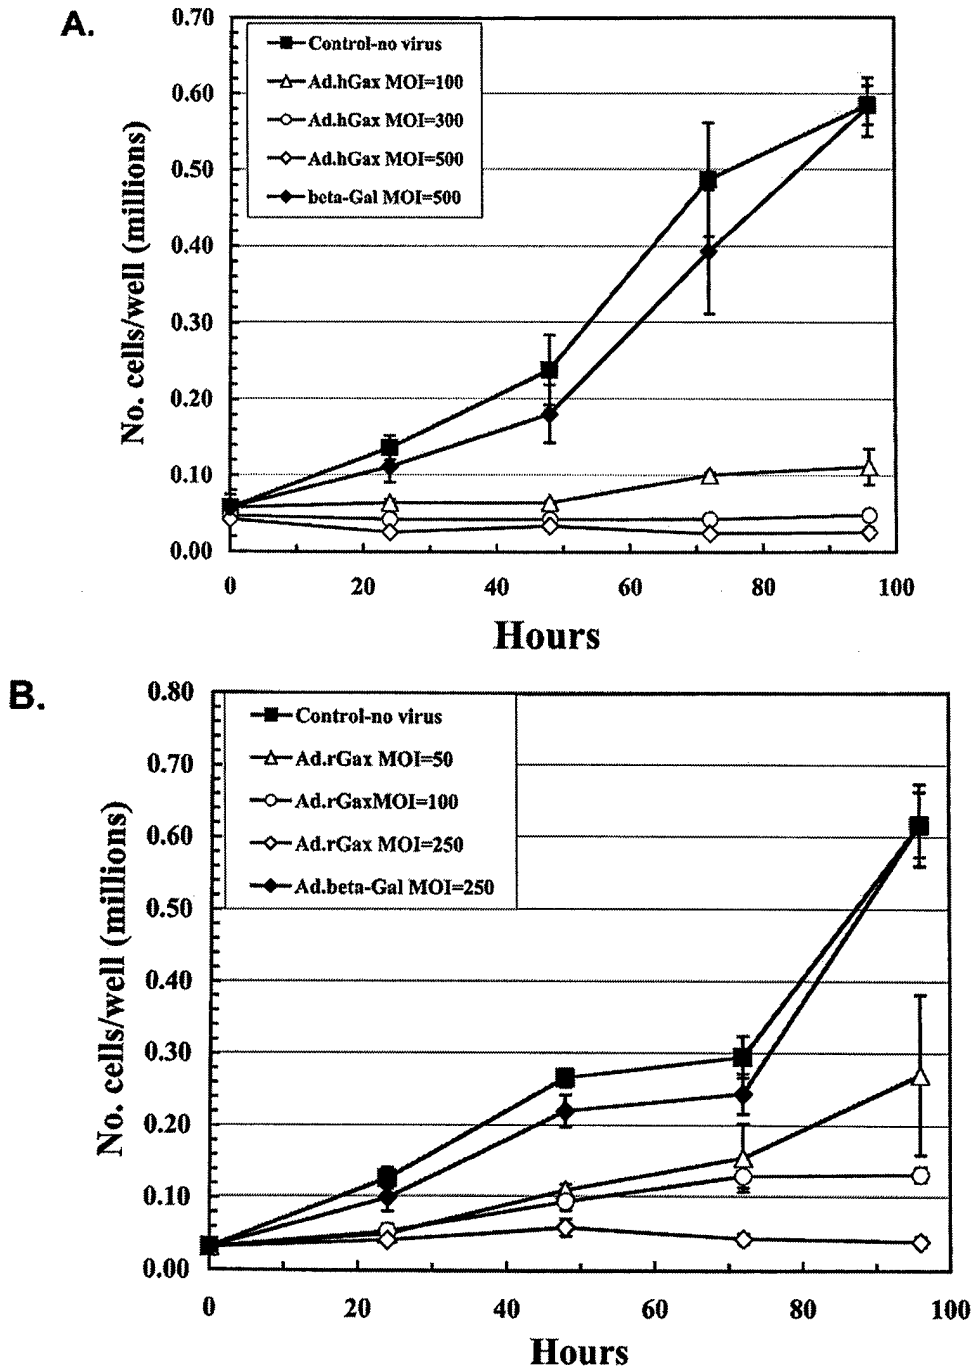 A.
0.70
0.60
0.50
0.40
0.30
0.20
0.10
0.00
No. cells/well (millions)
Control-no virus
Ad.hGax MOI=100
Ad.hGax MOI=300
Ad.hGax MOI=500
beta-Gal MOI=500
0 20 40 60 80 100
Hours
B.
0.80
0.70
0.60
0.50
0.40
0.30
0.20
0.10
0.00
No. cells/well (millions)
Control-no virus
Ad.rGax MOI=50
Ad.rGaxMOI=100
Ad.rGax MOI=250
Ad.beta-Gal MOI=250
0 20 40 60 80 100
Hours